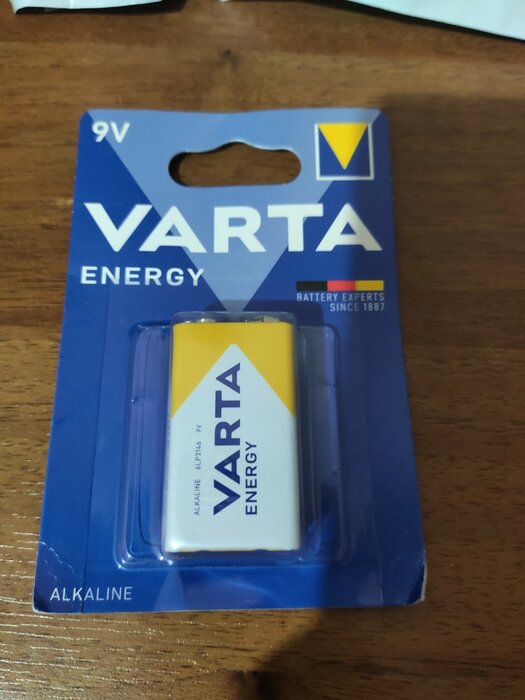 9V
VARTA
ENERGY
BATTERY EXPERTS
SINCE 1887
VARTA
ENERGY
ALKALINE 6LP3146 9V
ALKALINE